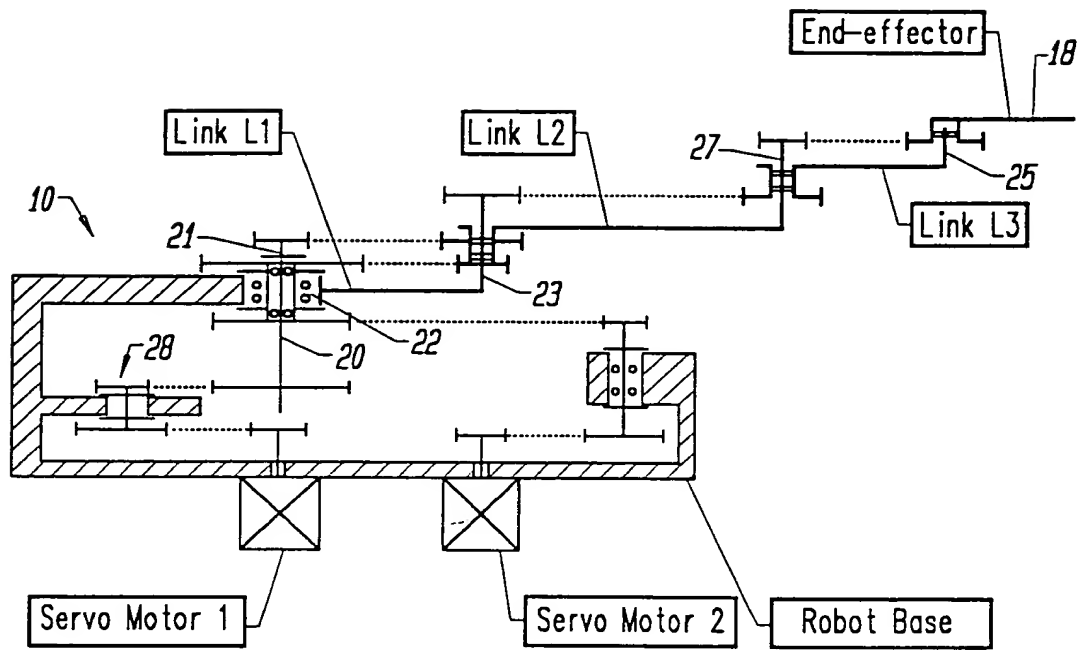 End-effector
18
Link L1
Link L2
27
25
10
21
Link L3
23
22
28
20
Servo Motor 1
Servo Motor 2
Robot Base